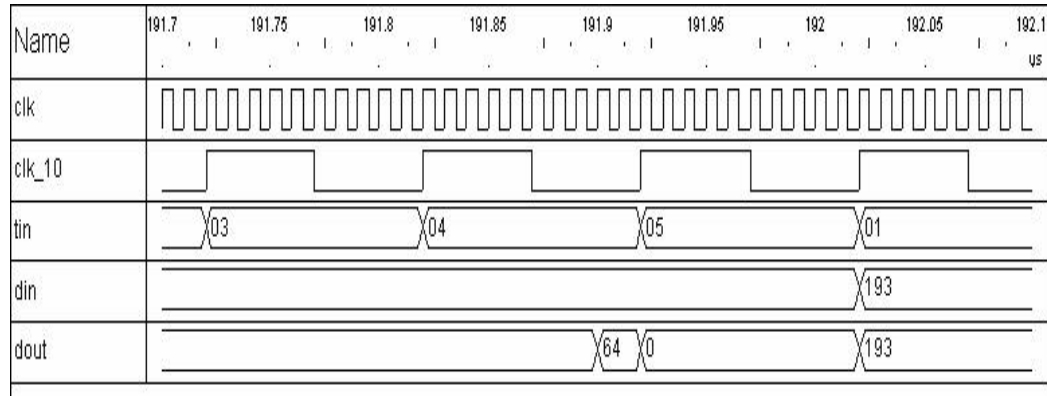 Name 191.7 191.75 191.8 191.85 191.9 191.95 192 192.05 192.1
us
clk
clk_10
tin 03 04 05 01
din 193
dout 64 0 193